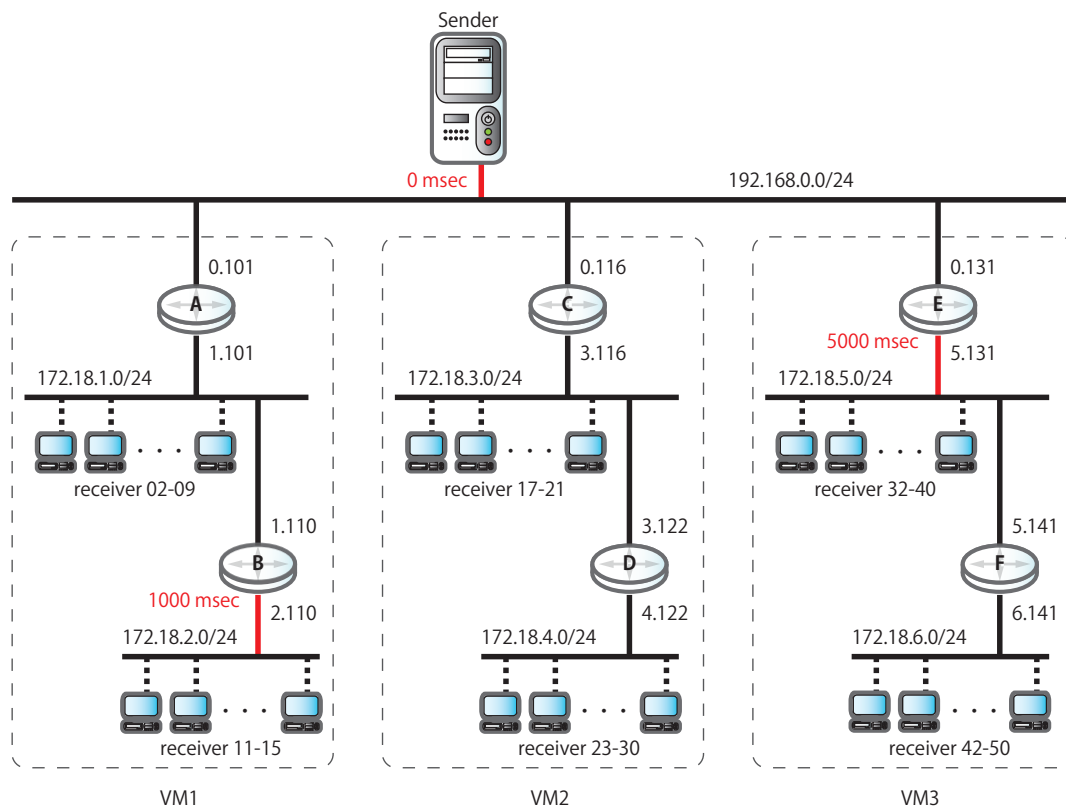 Sender
0 msec
192.168.0.0/24
0.101
A
1.101
172.18.1.0/24
receiver 02-09
1.110
B
1000 msec
2.110
172.18.2.0/24
receiver 11-15
VM1
0.116
C
3.116
172.18.3.0/24
receiver 17-21
3.122
D
4.122
172.18.4.0/24
receiver 23-30
VM2
0.131
E
5000 msec
5.131
172.18.5.0/24
receiver 32-40
5.141
F
6.141
172.18.6.0/24
receiver 42-50
VM3